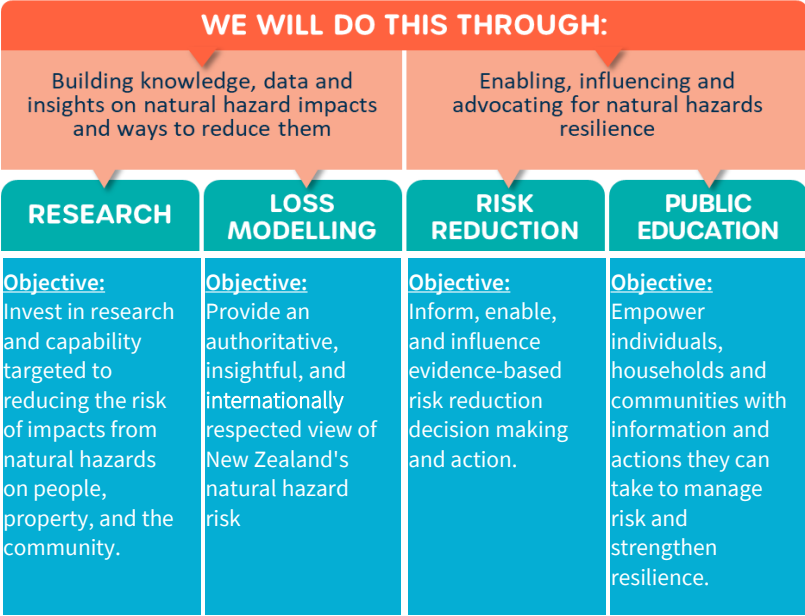 WE WILL DO THIS THROUGH:
Building knowledge, data and
insights on natural hazard impacts
and ways to reduce them
Enabling, influencing and
advocating for natural hazards
resilience
RESEARCH
LOSS
MODELLING
RISK
REDUCTION
PUBLIC
EDUCATION
Objective:
Invest in research
and capability
targeted to
reducing the risk
of impacts from
natural hazards
on people,
property, and the
community.
Objective:
Provide an
authoritative,
insightful, and
internationally
respected view of
New Zealand's
natural hazard
risk
Objective:
Inform, enable,
and influence
evidence-based
risk reduction
decision making
and action.
Objective:
Empower
individuals,
households and
communities with
information and
actions they can
take to manage
risk and
strengthen
resilience.